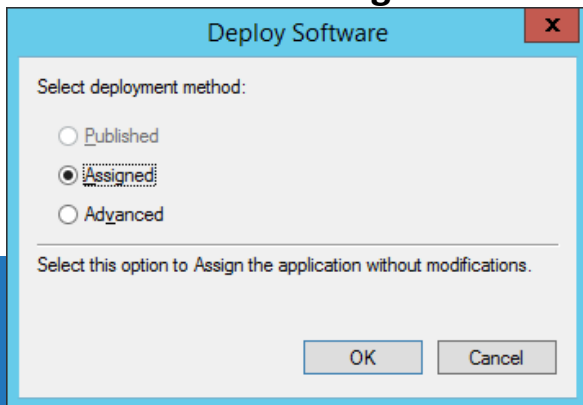 Deploy Software
x
Select deployment method:
Published
Assigned
Advanced
Select this option to Assign the application without modifications.
OK
Cancel